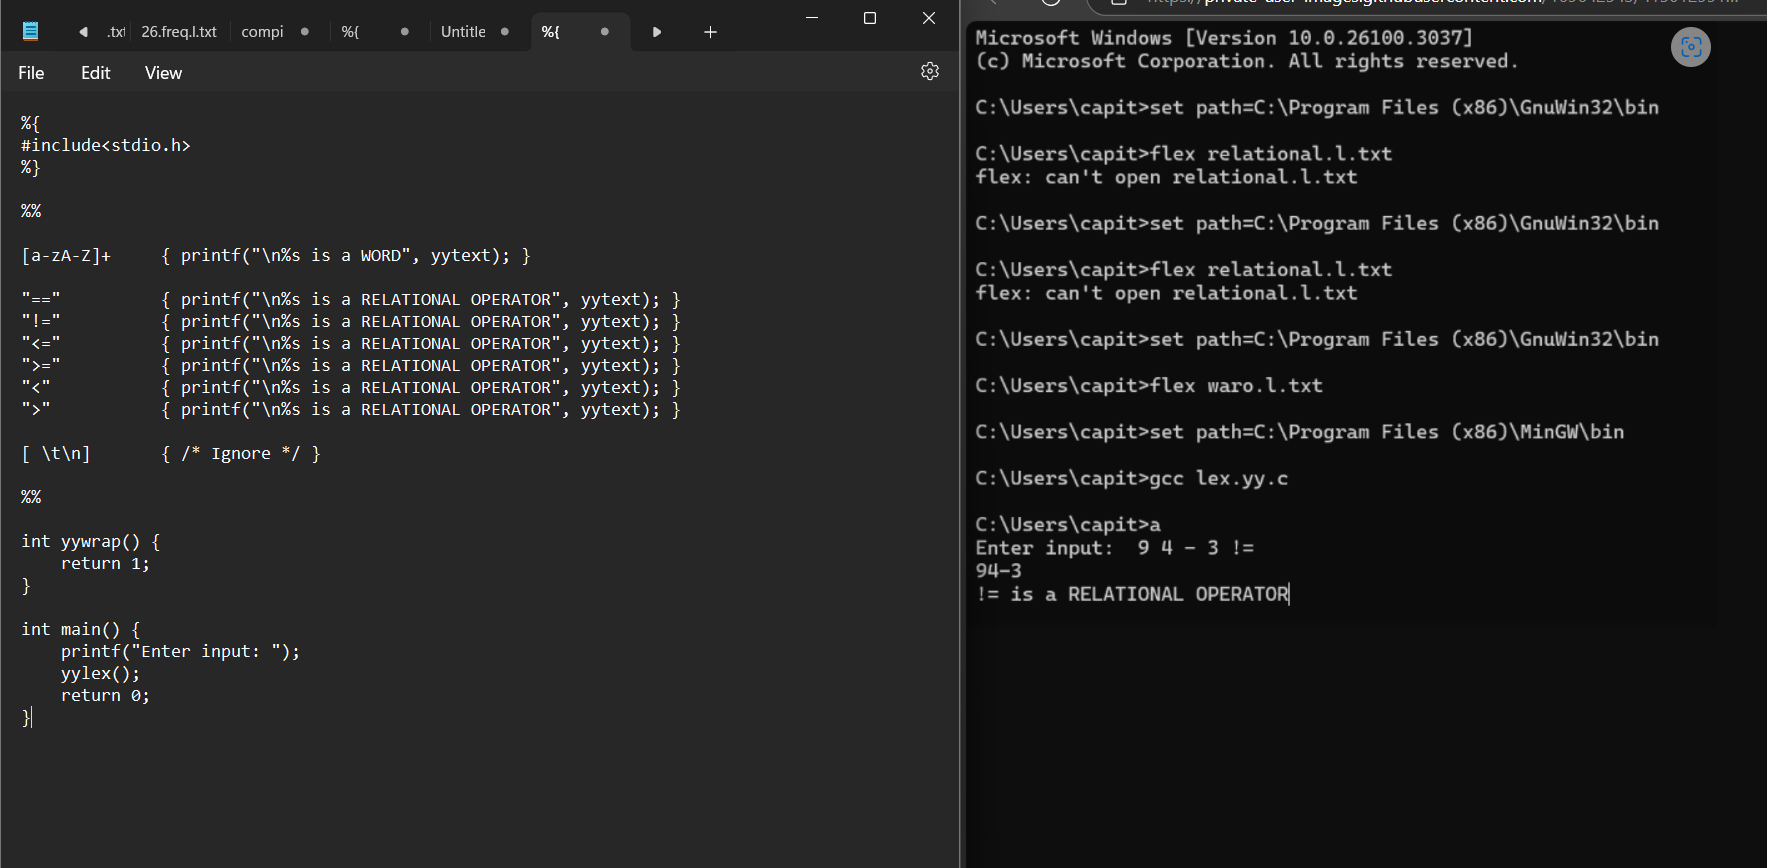 .txt 26.freq.l.txt compi %{ Untitle %{
File Edit View
%{
#include<stdio.h>
%}
%%
[a-zA-Z]+ { printf("\n%s is a WORD", yytext); }
"==" { printf("\n%s is a RELATIONAL OPERATOR", yytext); }
"!=" { printf("\n%s is a RELATIONAL OPERATOR", yytext); }
"<=" { printf("\n%s is a RELATIONAL OPERATOR", yytext); }
">=" { printf("\n%s is a RELATIONAL OPERATOR", yytext); }
"<" { printf("\n%s is a RELATIONAL OPERATOR", yytext); }
">" { printf("\n%s is a RELATIONAL OPERATOR", yytext); }
[ \t\n] { /* Ignore */ }
%%
int yywrap() {
    return 1;
}
int main() {
    printf("Enter input: ");
    yylex();
    return 0;
}
Microsoft Windows [Version 10.0.26100.3037]
(c) Microsoft Corporation. All rights reserved.
C:\Users\capit>set path=C:\Program Files (x86)\GnuWin32\bin
C:\Users\capit>flex relational.l.txt
flex: can't open relational.l.txt
C:\Users\capit>set path=C:\Program Files (x86)\GnuWin32\bin
C:\Users\capit>flex relational.l.txt
flex: can't open relational.l.txt
C:\Users\capit>set path=C:\Program Files (x86)\GnuWin32\bin
C:\Users\capit>flex waro.l.txt
C:\Users\capit>set path=C:\Program Files (x86)\MinGW\bin
C:\Users\capit>gcc lex.yy.c
C:\Users\capit>a
Enter input:  9 4 - 3 !=
94-3
!= is a RELATIONAL OPERATOR